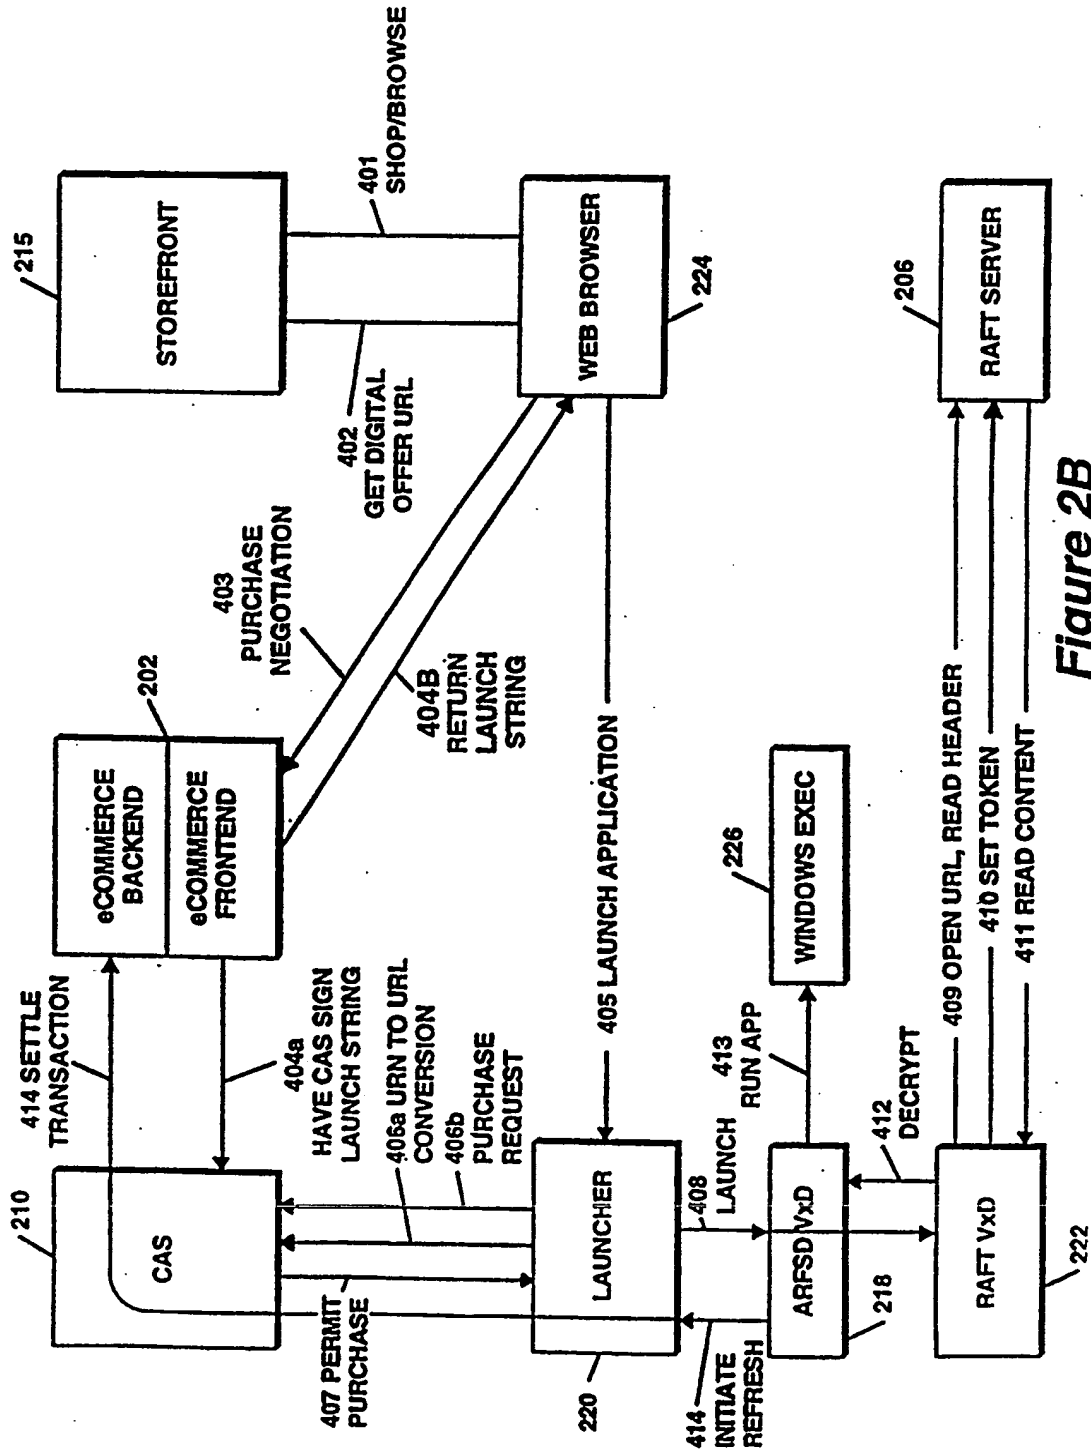 210
CAS
414 SETTLE
TRANSACTION
404a
HAVE CAS SIGN
LAUNCH STRING
eCOMMERCE
BACKEND
eCOMMERCE
FRONTEND
202
215
STOREFRONT
401
SHOP/BROWSE
402
GET DIGITAL
OFFER URL
403
PURCHASE
NEGOTIATION
404B
RETURN
LAUNCH
STRING
406a URN TO URL
CONVERSION
406b
PURCHASE
REQUEST
407 PERMIT
PURCHASE
LAUNCHER
220
405 LAUNCH APPLICATION
WEB BROWSER
224
414
INITIATE
REFRESH
408
LAUNCH
413
RUN APP
ARFSD VxD
218
WINDOWS EXEC
226
412
DECRYPT
RAFT VxD
222
409 OPEN URL, READ HEADER
410 SET TOKEN
411 READ CONTENT
206
RAFT SERVER
Figure 2B